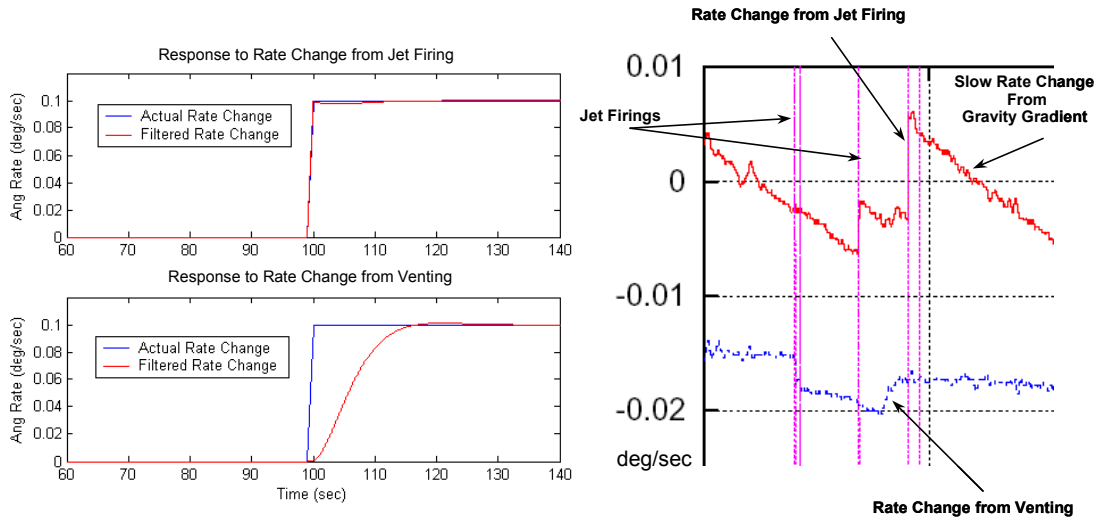 Response to Rate Change from Jet Firing
Ang Rate (deg/sec)
0.1
0.08
0.06
0.04
0.02
0
Actual Rate Change
Filtered Rate Change
60 70 80 90 100 110 120 130 140
Response to Rate Change from Venting
Ang Rate (deg/sec)
0.1
0.08
0.06
0.04
0.02
0
Actual Rate Change
Filtered Rate Change
60 70 80 90 100 110 120 130 140
Time (sec)
Rate Change from Jet Firing
0.01
Slow Rate Change
From
Gravity Gradient
Jet Firings
0
-0.01
-0.02
deg/sec
Rate Change from Venting